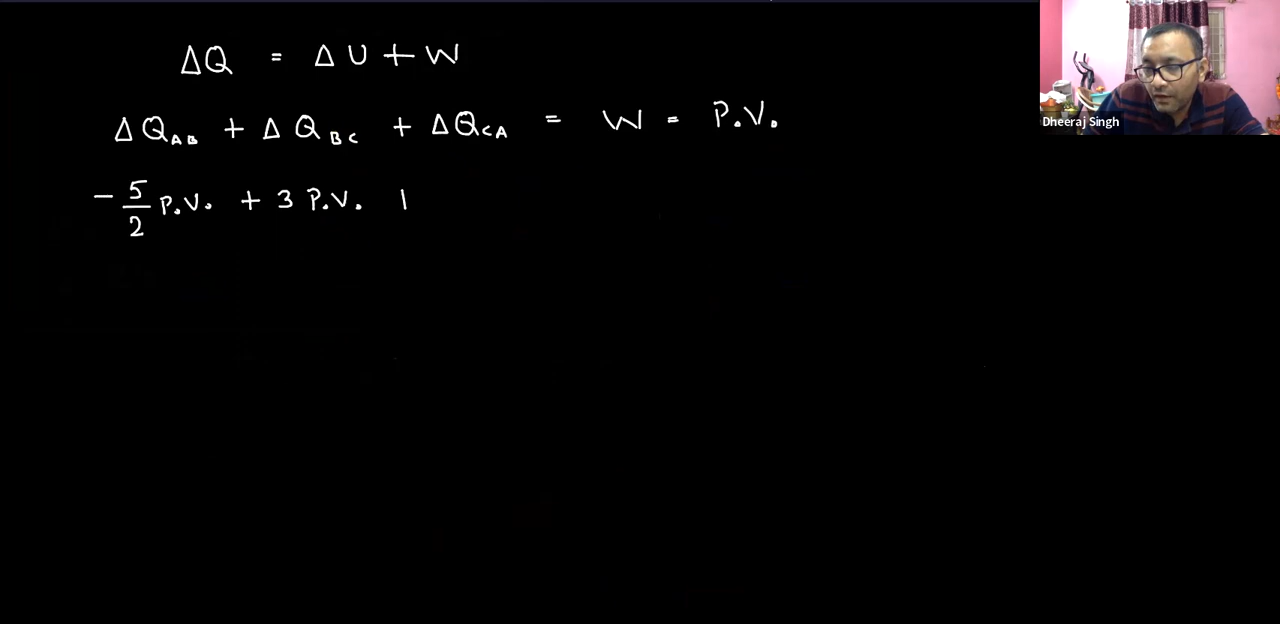 ΔQ = ΔU + W
ΔQ_AB + ΔQ_BC + ΔQ_CA = W = P.V.
- 5/2 P.V. + 3 P.V. |
Dheeraj Singh